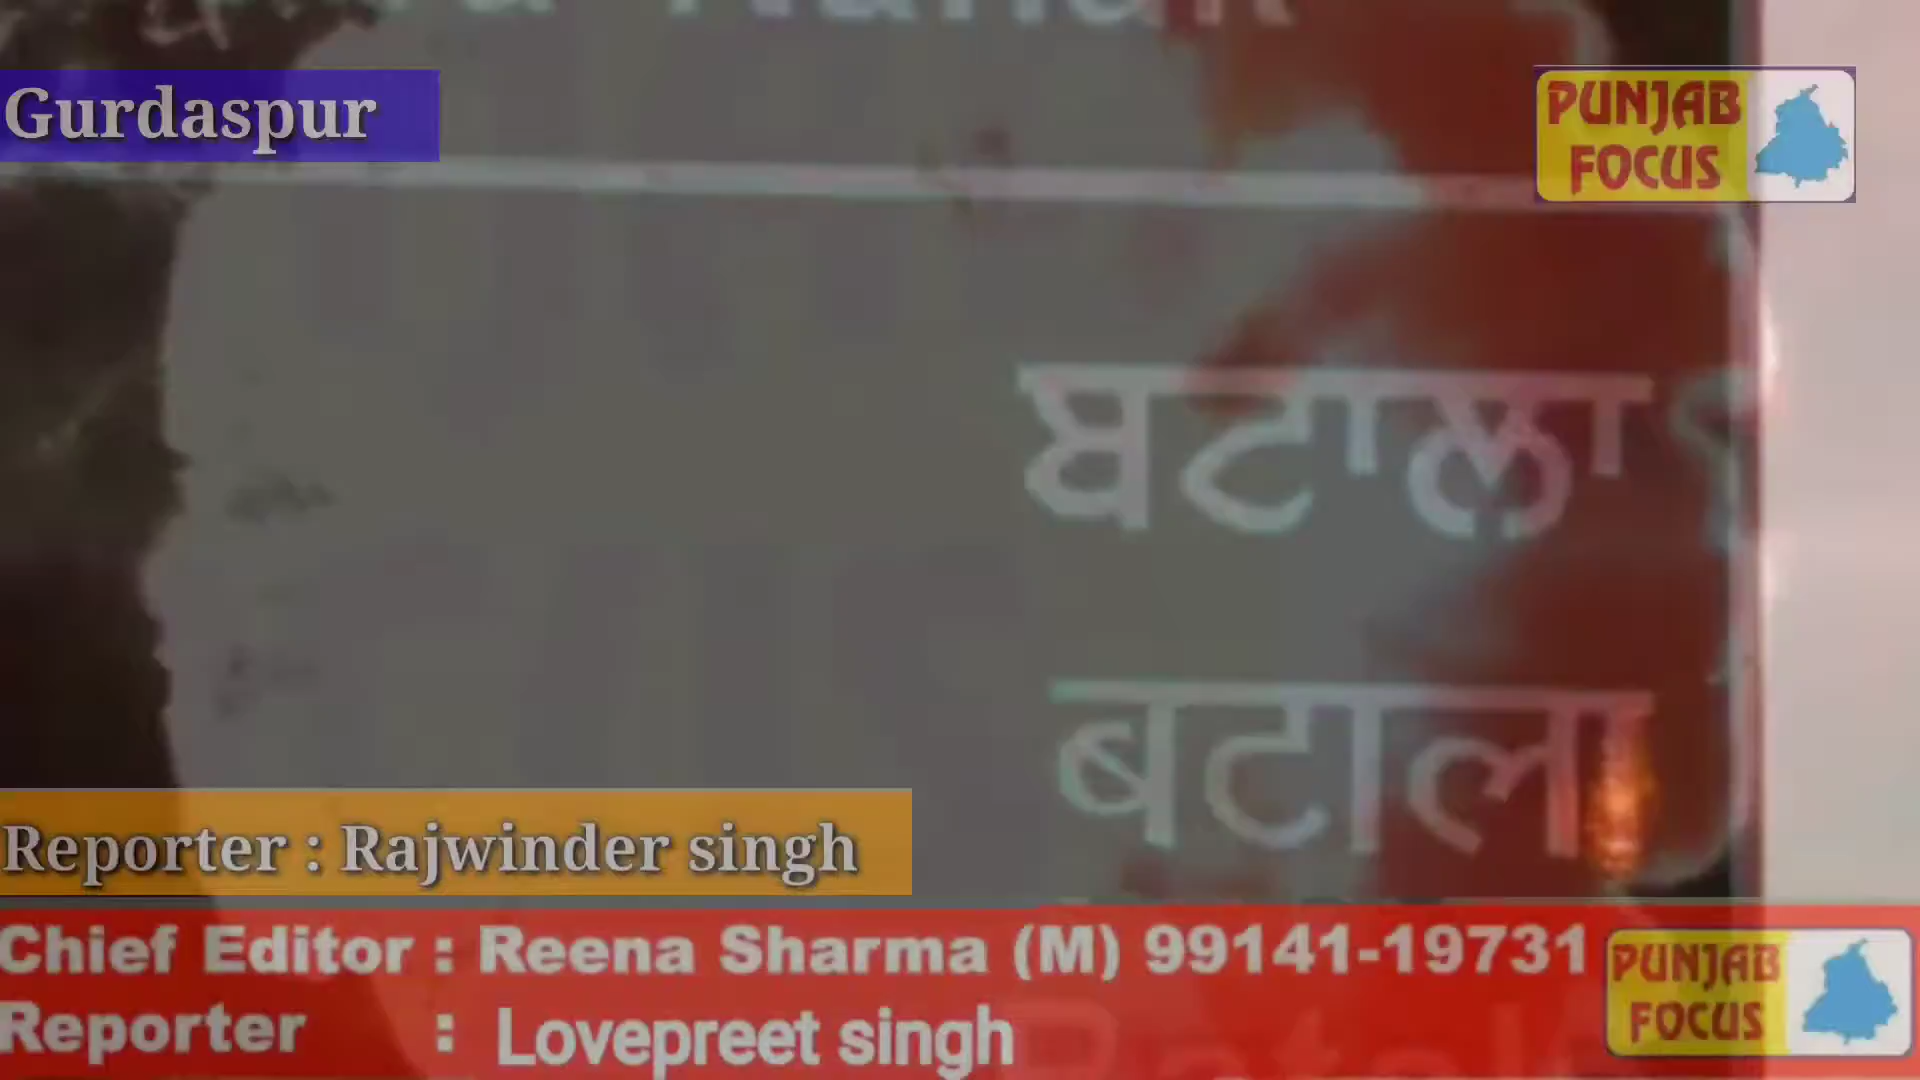 Gurdaspur
PUNJAB
FOCUS
ਬਟਾਲਾ
बटाला
Reporter : Rajwinder singh
Chief Editor : Reena Sharma (M) 99141-19731
Reporter : Lovepreet singh
PUNJAB
FOCUS